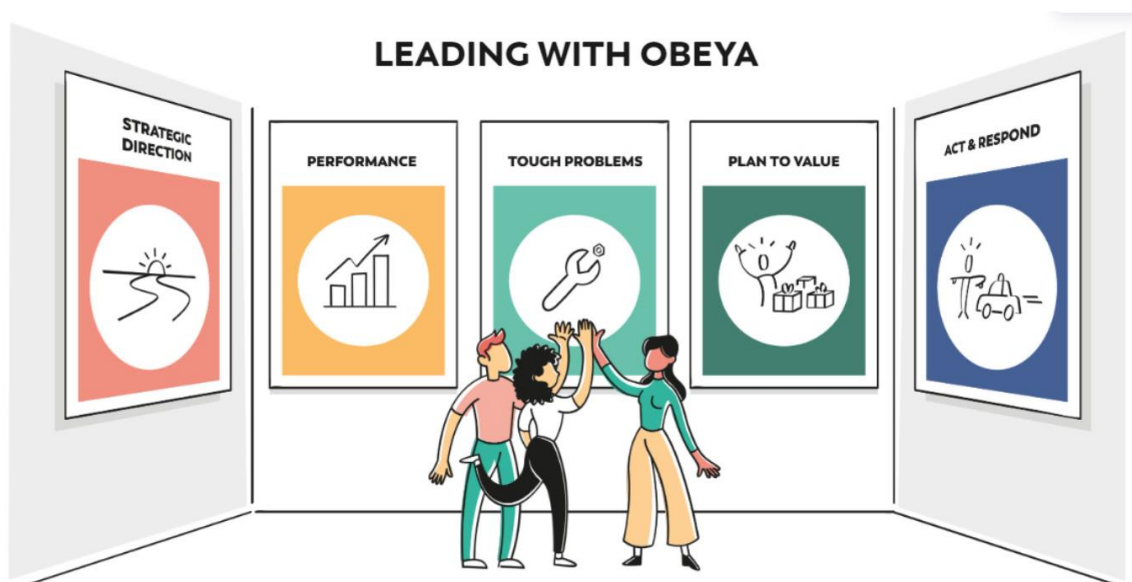 LEADING WITH OBEYA
STRATEGIC
DIRECTION
PERFORMANCE
TOUGH PROBLEMS
PLAN TO VALUE
ACT & RESPOND